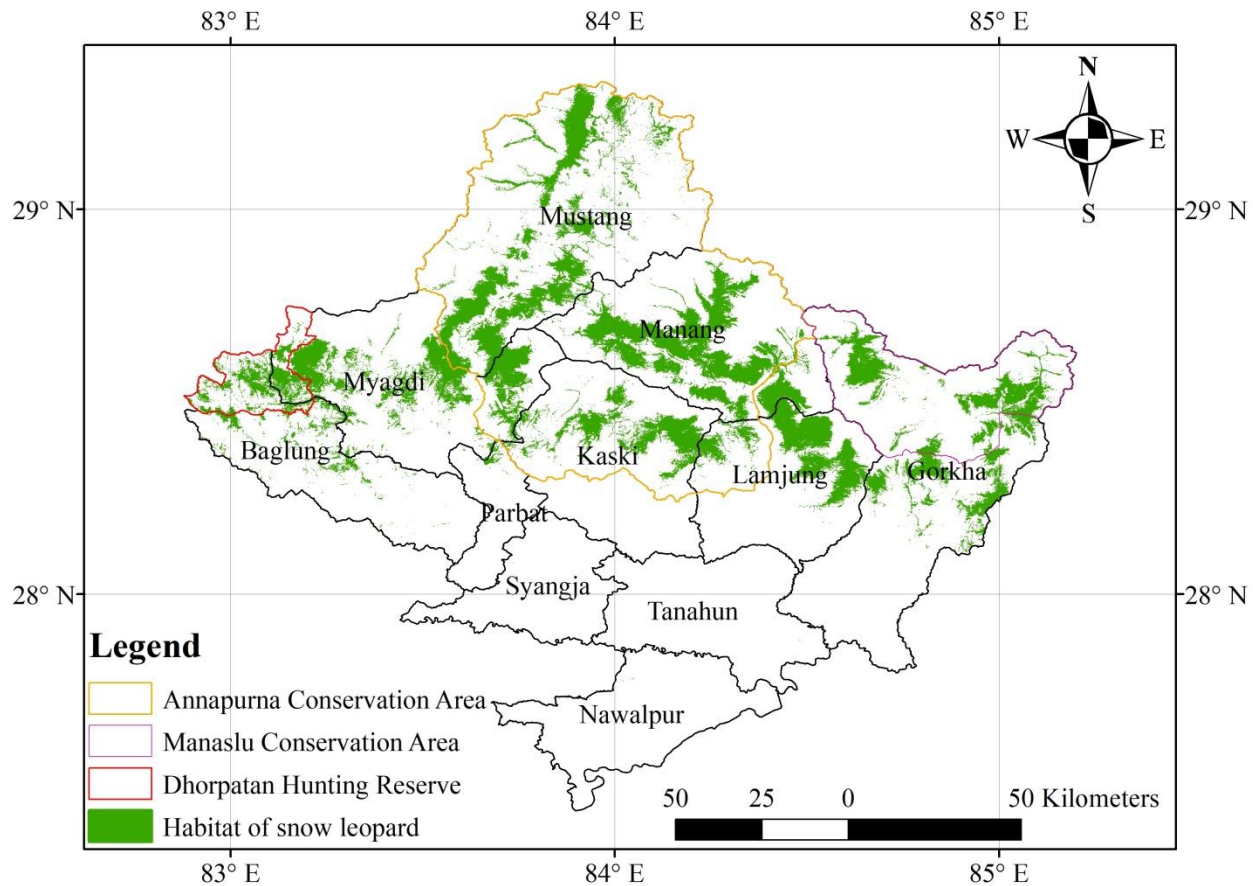 83° E 84° E 85° E
N
W E
S
29° N 29° N
Mustang
Manang
Myagdi
Baglung
Kaski
Lamjung
Gorkha
Parbat
Syangja
Tanahun
28° N 28° N
Nawalpur
Legend
Annapurna Conservation Area
Manaslu Conservation Area
Dhorpatan Hunting Reserve
Habitat of snow leopard
50 25 0 50 Kilometers
83° E 84° E 85° E